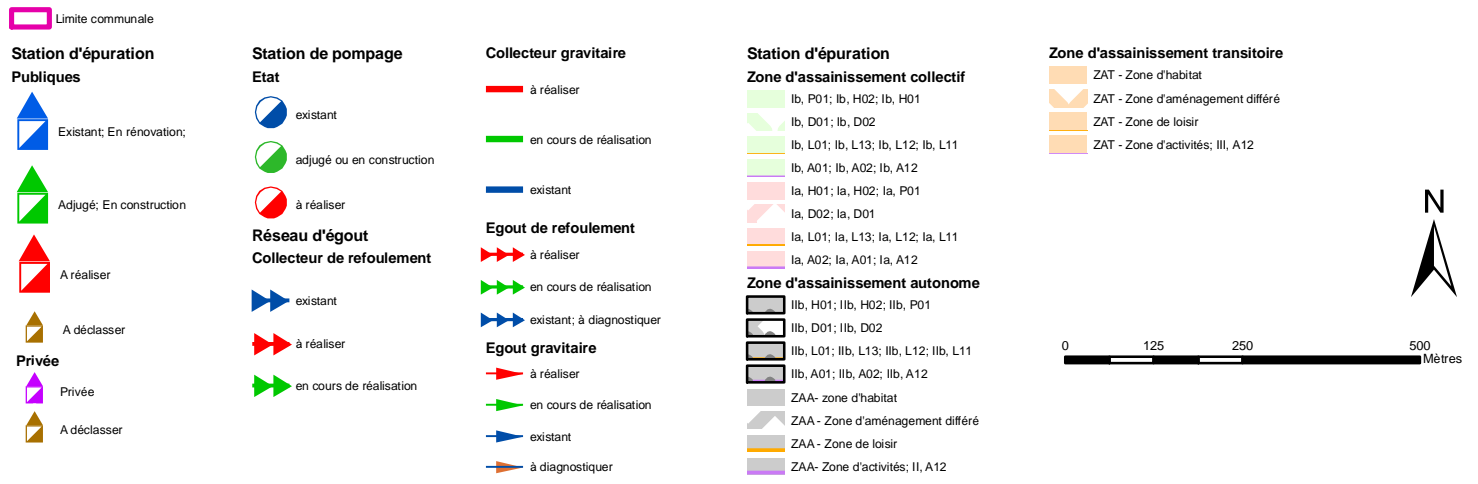 Limite communale
Station d'épuration
Publiques
Existant; En rénovation;
Adjugé; En construction
A réaliser
A déclasser
Privée
Privée
A déclasser
Station de pompage
Etat
existant
adjugé ou en construction
à réaliser
Réseau d'égout
Collecteur de refoulement
existant
à réaliser
en cours de réalisation
Collecteur gravitaire
à réaliser
en cours de réalisation
existant
Egout de refoulement
à réaliser
en cours de réalisation
existant; à diagnostiquer
Egout gravitaire
à réaliser
en cours de réalisation
existant
à diagnostiquer
Station d'épuration
Zone d'assainissement collectif
Ib, P01; Ib, H02; Ib, H01
Ib, D01; Ib, D02
Ib, L01; Ib, L13; Ib, L12; Ib, L11
Ib, A01; Ib, A02; Ib, A12
Ia, H01; Ia, H02; Ia, P01
Ia, D02; Ia, D01
Ia, L01; Ia, L13; Ia, L12; Ia, L11
Ia, A02; Ia, A01; Ia, A12
Zone d'assainissement autonome
IIb, H01; IIb, H02; IIb, P01
IIb, D01; IIb, D02
IIb, L01; IIb, L13; IIb, L12; IIb, L11
IIb, A01; IIb, A02; IIb, A12
ZAA- zone d'habitat
ZAA - Zone d'aménagement différé
ZAA - Zone de loisir
ZAA- Zone d'activités; II, A12
Zone d'assainissement transitoire
ZAT - Zone d'habitat
ZAT - Zone d'aménagement différé
ZAT - Zone de loisir
ZAT - Zone d'activités; III, A12
N
0 125 250 500
Mètres